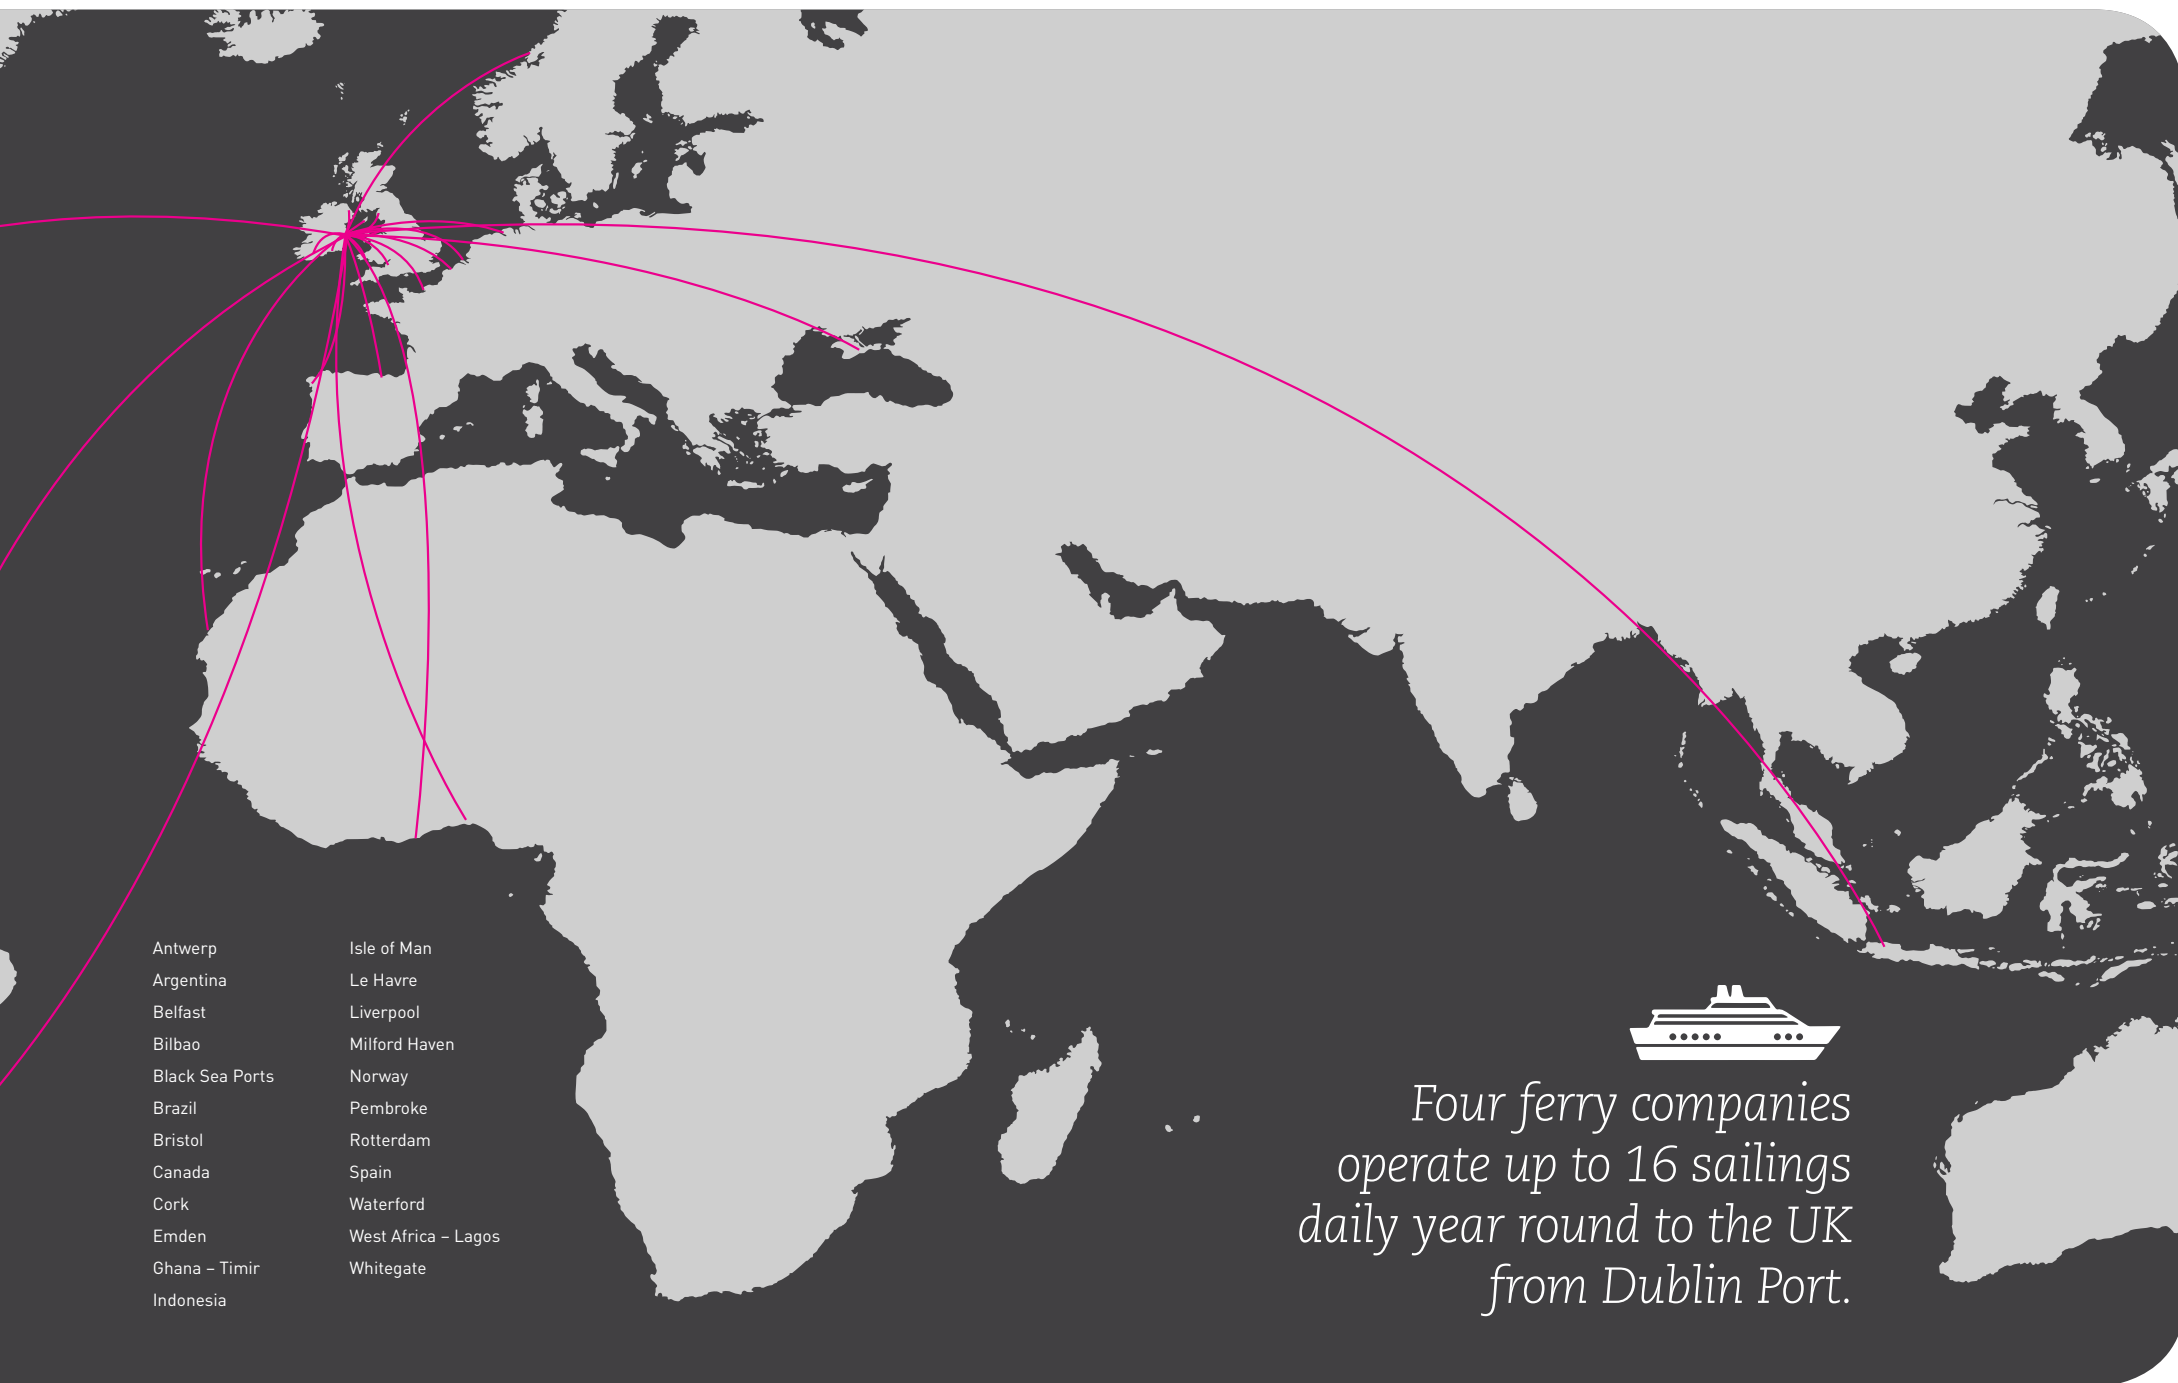 Antwerp
Argentina
Belfast
Bilbao
Black Sea Ports
Brazil
Bristol
Canada
Cork
Emden
Ghana – Timir
Indonesia
Isle of Man
Le Havre
Liverpool
Milford Haven
Norway
Pembroke
Rotterdam
Spain
Waterford
West Africa – Lagos
Whitegate
Four ferry companies
operate up to 16 sailings
daily year round to the UK
from Dublin Port.